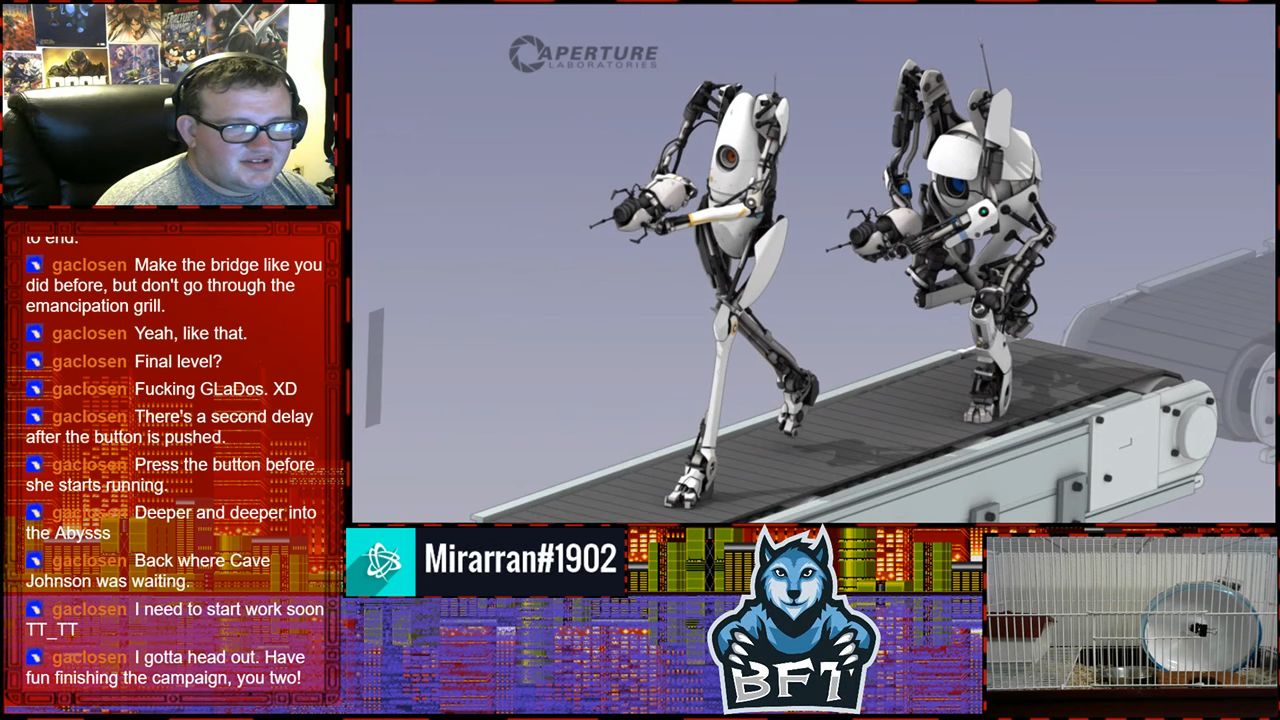 DOOM
APERTURE
LABORATORIES
to end.
gaclosen Make the bridge like you
did before, but don't go through the
emancipation grill.
gaclosen Yeah, like that.
gaclosen Final level?
gaclosen Fucking GLaDos. XD
gaclosen There's a second delay
after the button is pushed.
gaclosen Press the button before
she starts running.
gaclosen Deeper and deeper into
the Abysss
gaclosen Back where Cave
Johnson was waiting.
gaclosen I need to start work soon
TT_TT
gaclosen I gotta head out. Have
fun finishing the campaign, you two!
Mirarran#1902
BFT